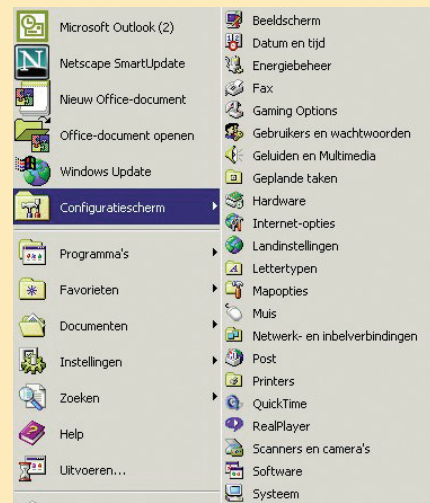 Microsoft Outlook (2)
Netscape SmartUpdate
Nieuw Office-document
Office-document openen
Windows Update
Configuratiescherm
Programma's
Favorieten
Documenten
Instellingen
Zoeken
Help
Uitvoeren...
Beeldscherm
Datum en tijd
Energiebeheer
Fax
Gaming Options
Gebruikers en wachtwoorden
Geluiden en Multimedia
Geplande taken
Hardware
Internet-opties
Landinstellingen
Lettertypen
Mapopties
Muis
Netwerk- en inbelverbindingen
Post
Printers
QuickTime
RealPlayer
Scanners en camera's
Software
Systeem